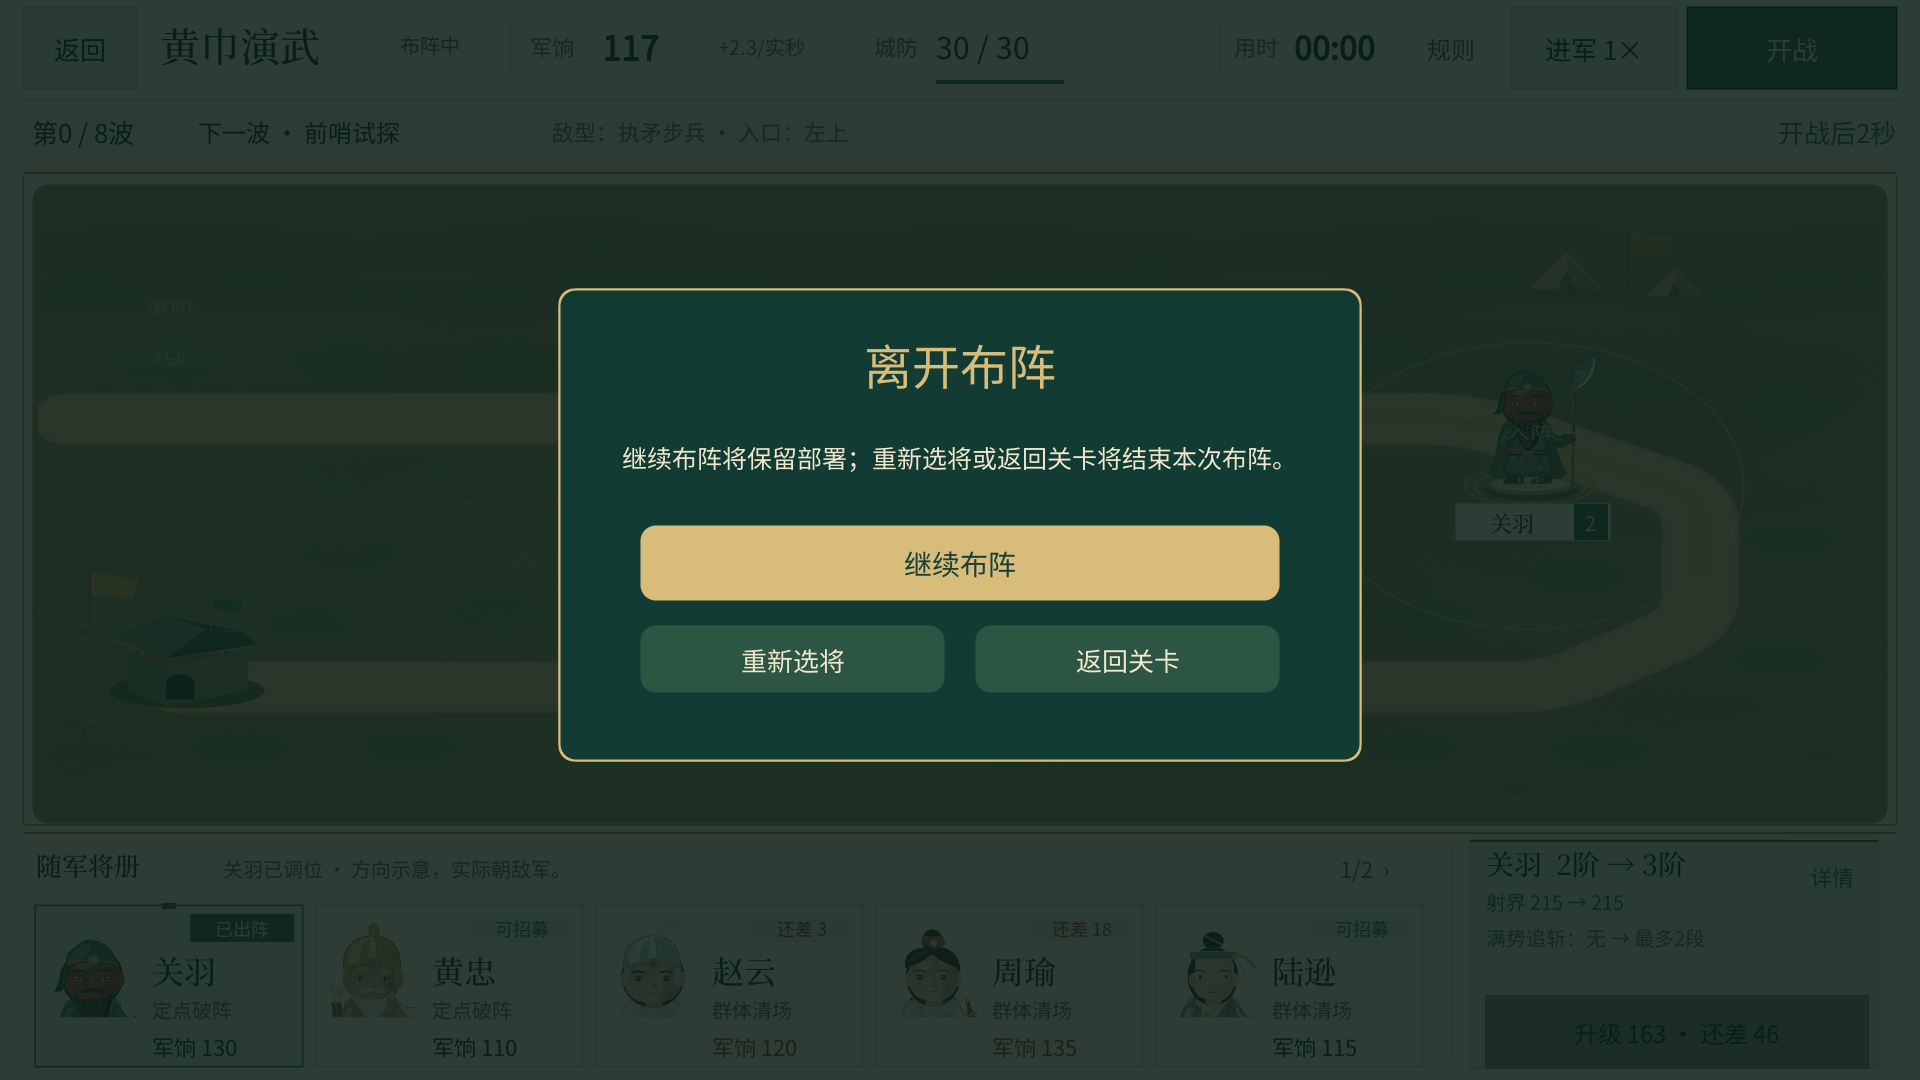 返回
黄巾演武
布阵中
军饷 117 +2.3/实秒
城防 30 / 30
用时 00:00
规则
进军 1×
开战
第0 / 8波
下一波 · 前哨试探
敌型：执矛步兵 · 入口：左上
开战后2秒
进阶
入阵
关羽 2
离开布阵
继续布阵将保留部署；重新选将或返回关卡将结束本次布阵。
继续布阵
重新选将
返回关卡
随军将册
关羽已调位 · 方向示意，实际朝敌军。
1/2 ›
已出阵
关羽
定点破阵
军饷 130
可招募
黄忠
定点破阵
军饷 110
还差 3
赵云
群体清场
军饷 120
还差 18
周瑜
群体清场
军饷 135
可招募
陆逊
群体清场
军饷 115
关羽 2阶 → 3阶
详情
射界 215 → 215
满势追斩：无 → 最多2段
升级 163 · 还差 46